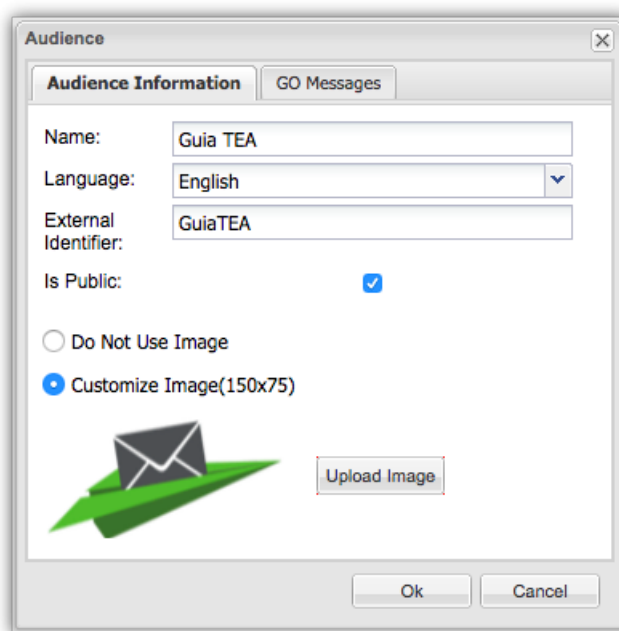 Audience
Audience Information
GO Messages
Name:
Guia TEA
Language:
English
External
Identifier:
GuiaTEA
Is Public:
Do Not Use Image
Customize Image(150x75)
Upload Image
Ok
Cancel